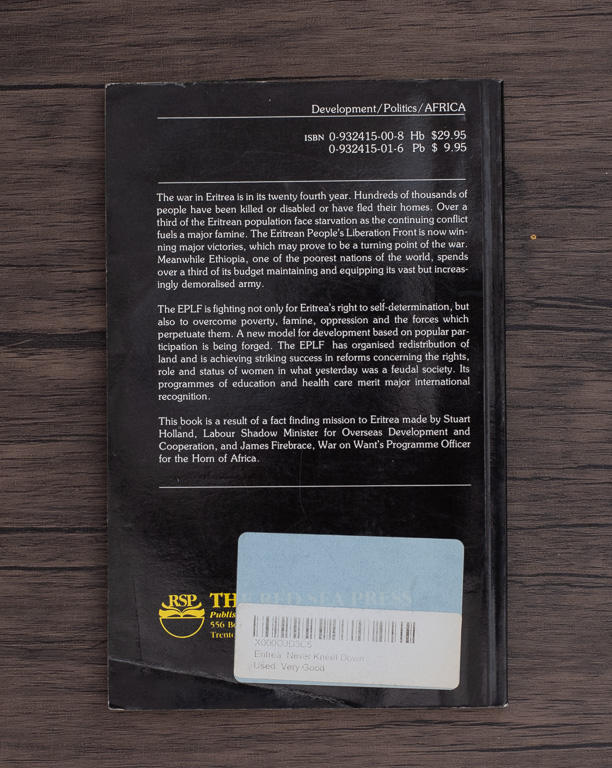 Development/Politics/AFRICA
ISBN 0-932415-00-8 Hb $29.95
0-932415-01-6 Pb $ 9.95
The war in Eritrea is in its twenty fourth year. Hundreds of thousands of
people have been killed or disabled or have fled their homes. Over a
third of the Eritrean population face starvation as the continuing conflict
fuels a major famine. The Eritrean People's Liberation Front is now win-
ning major victories, which may prove to be a turning point of the war.
Meanwhile Ethiopia, one of the poorest nations of the world, spends
over a third of its budget maintaining and equipping its vast but increas-
ingly demoralised army.
The EPLF is fighting not only for Eritrea's right to self-determination, but
also to overcome poverty, famine, oppression and the forces which
perpetuate them. A new model for development based on popular par-
ticipation is being forged. The EPLF has organised redistribution of
land and is achieving striking success in reforms concerning the rights,
role and status of women in what yesterday was a feudal society. Its
programmes of education and health care merit major international
recognition.
This book is a result of a fact finding mission to Eritrea made by Stuart
Holland, Labour Shadow Minister for Overseas Development and
Cooperation, and James Firebrace, War on Want's Programme Officer
for the Horn of Africa.
RSP THE RED SEA PRESS
Publis
556 Be
Trento
Eritrea: Never Kneel Down
Used: Very Good